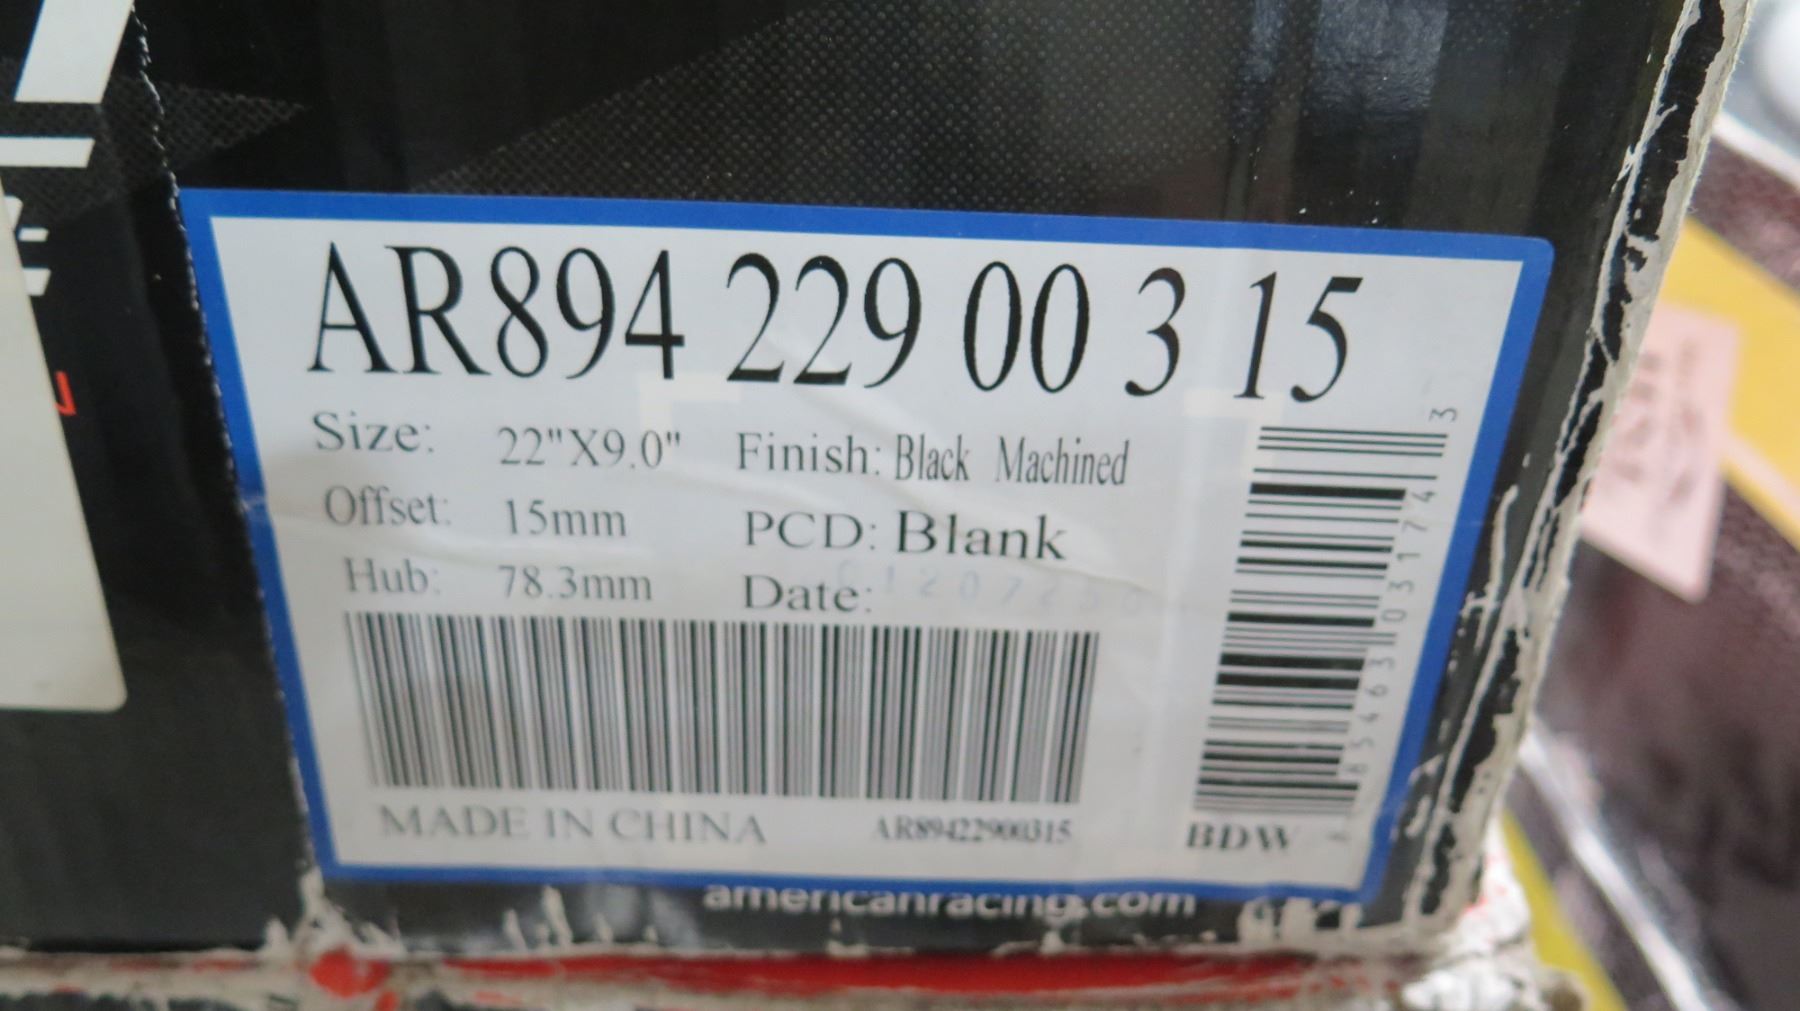 AR894 229 00 3 15
Size: 22"X9.0" Finish: Black Machined
Offset: 15mm PCD: Blank
Hub: 78.3mm Date:
MADE IN CHINA AR89422900315 BDW
americanracing.com